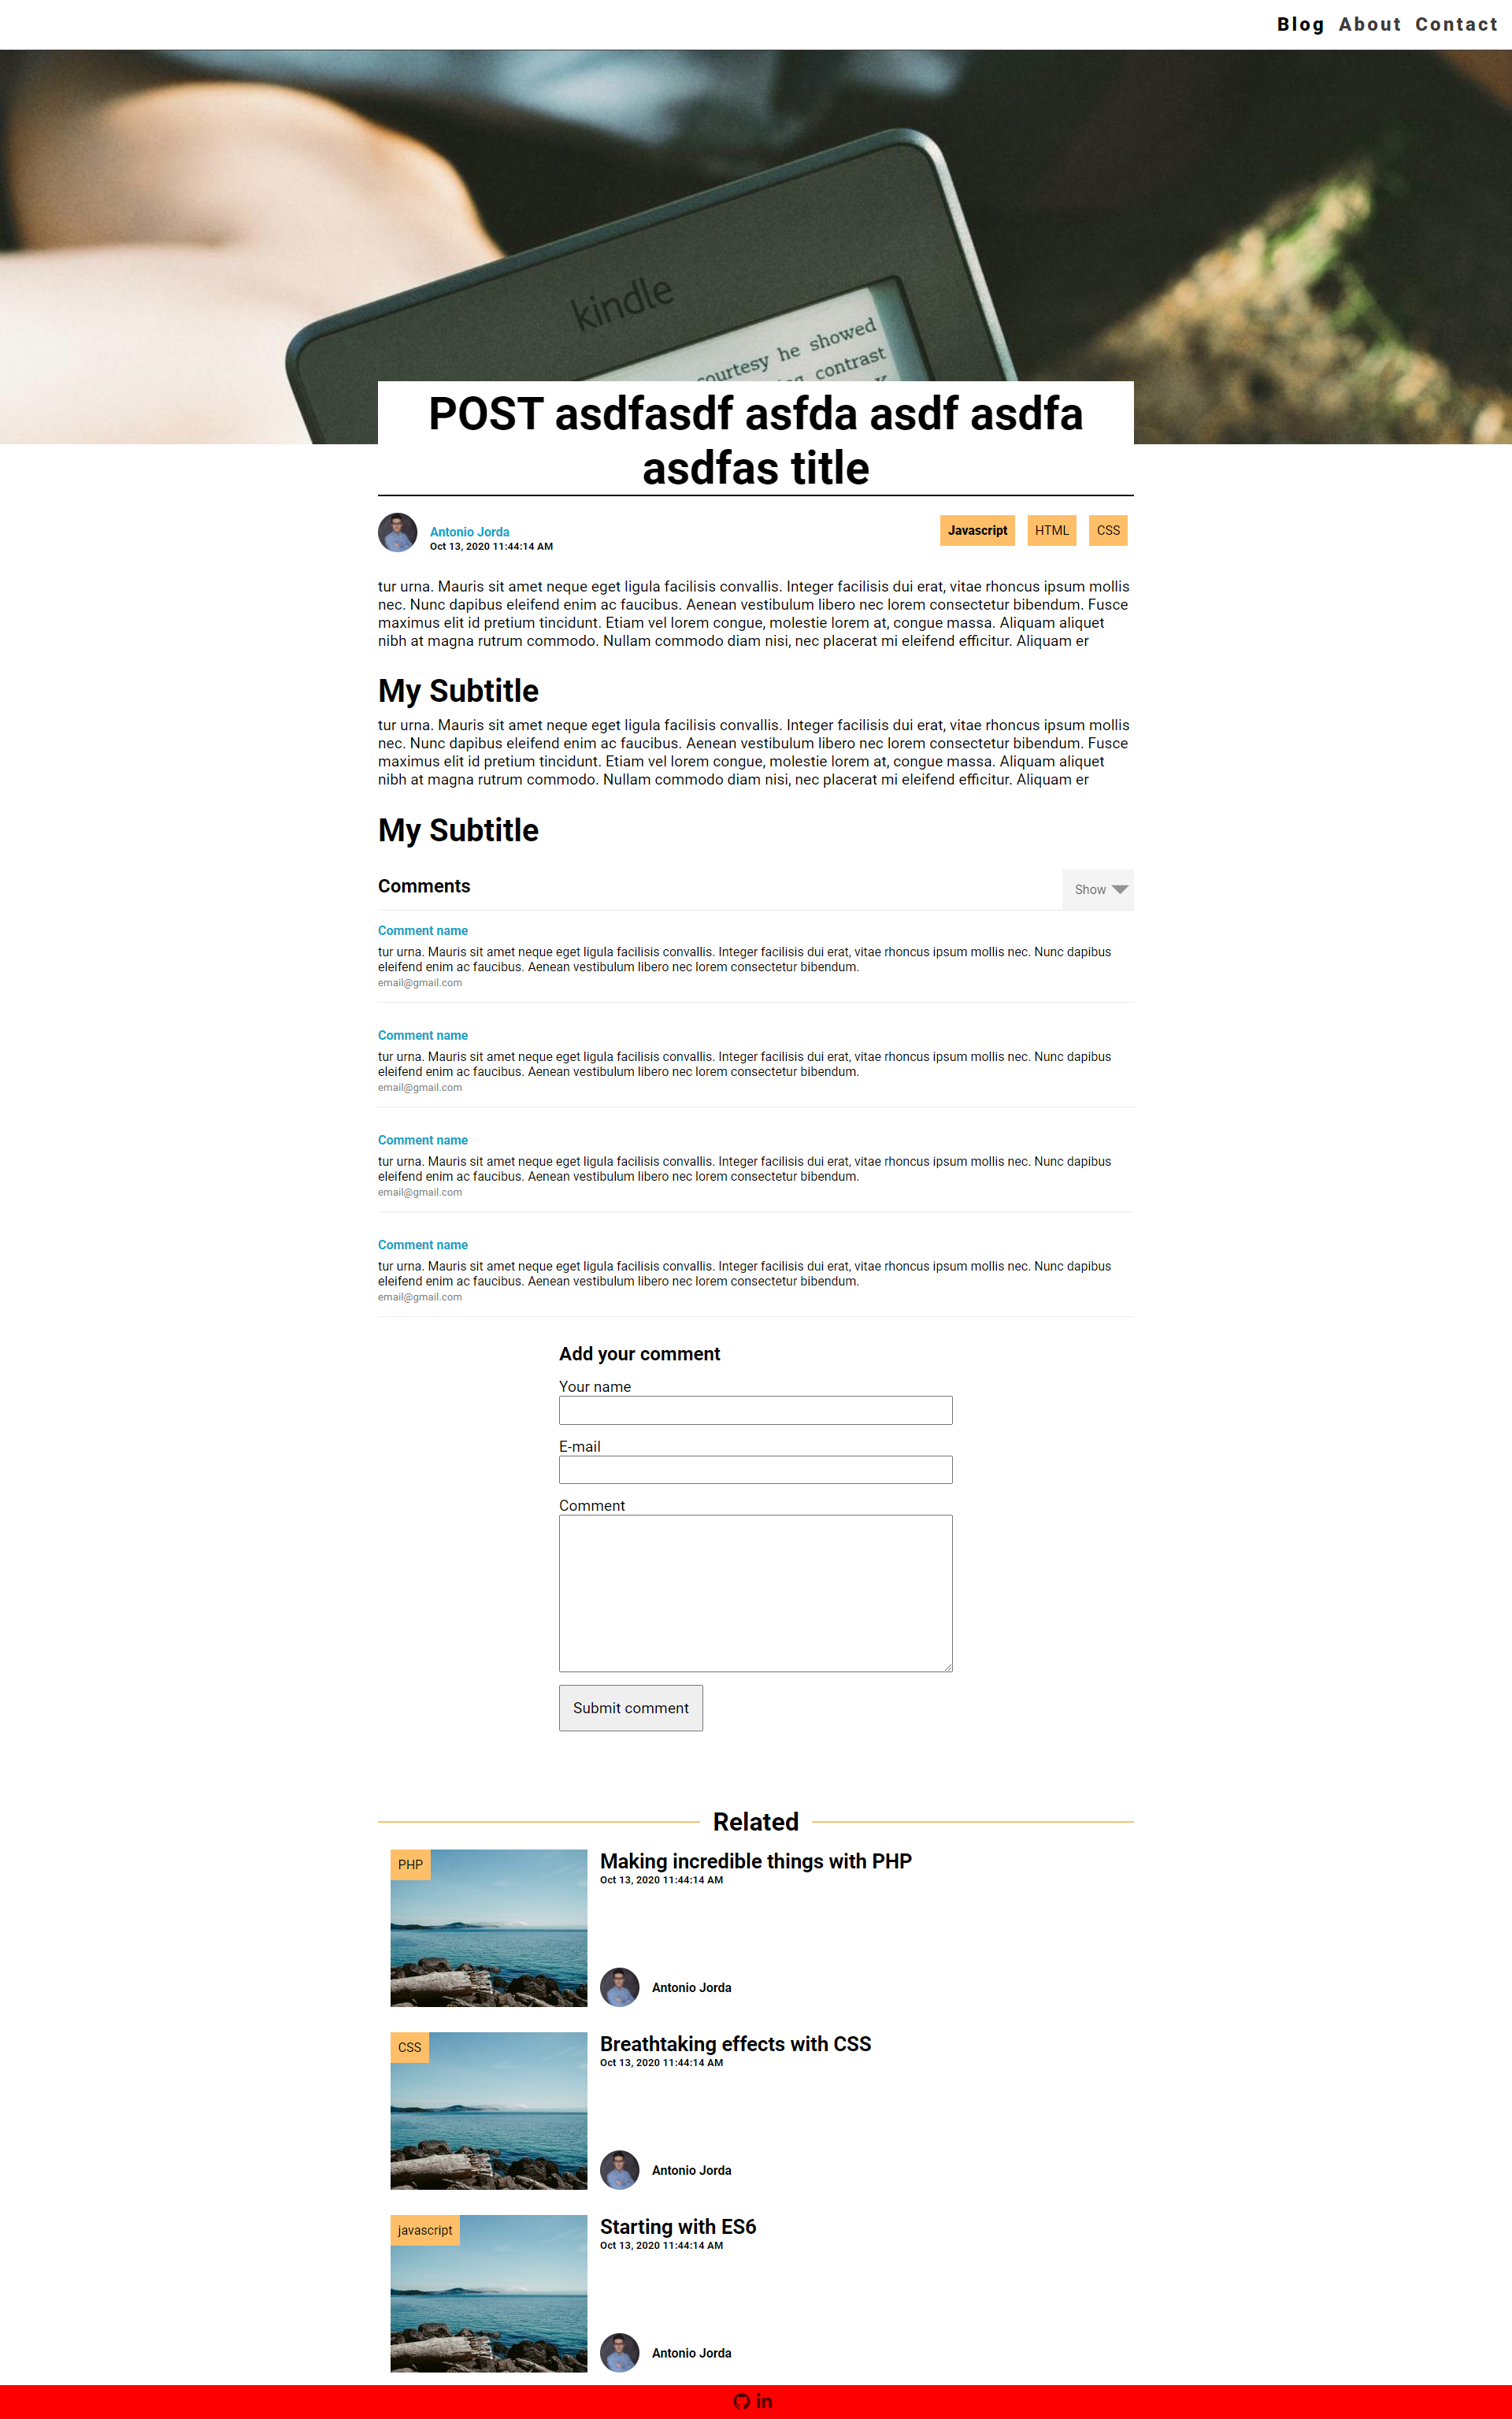 Blog About Contact
kindle
courtesy he showed
contrast
POST asdfasdf asfda asdf asdfa
asdfas title
Antonio Jorda
Oct 13, 2020 11:44:14 AM
Javascript HTML CSS
tur urna. Mauris sit amet neque eget ligula facilisis convallis. Integer facilisis dui erat, vitae rhoncus ipsum mollis
nec. Nunc dapibus eleifend enim ac faucibus. Aenean vestibulum libero nec lorem consectetur bibendum. Fusce
maximus elit id pretium tincidunt. Etiam vel lorem congue, molestie lorem at, congue massa. Aliquam aliquet
nibh at magna rutrum commodo. Nullam commodo diam nisi, nec placerat mi eleifend efficitur. Aliquam er
My Subtitle
tur urna. Mauris sit amet neque eget ligula facilisis convallis. Integer facilisis dui erat, vitae rhoncus ipsum mollis
nec. Nunc dapibus eleifend enim ac faucibus. Aenean vestibulum libero nec lorem consectetur bibendum. Fusce
maximus elit id pretium tincidunt. Etiam vel lorem congue, molestie lorem at, congue massa. Aliquam aliquet
nibh at magna rutrum commodo. Nullam commodo diam nisi, nec placerat mi eleifend efficitur. Aliquam er
My Subtitle
Comments
Show
Comment name
tur urna. Mauris sit amet neque eget ligula facilisis convallis. Integer facilisis dui erat, vitae rhoncus ipsum mollis nec. Nunc dapibus
eleifend enim ac faucibus. Aenean vestibulum libero nec lorem consectetur bibendum.
email@gmail.com
Comment name
tur urna. Mauris sit amet neque eget ligula facilisis convallis. Integer facilisis dui erat, vitae rhoncus ipsum mollis nec. Nunc dapibus
eleifend enim ac faucibus. Aenean vestibulum libero nec lorem consectetur bibendum.
email@gmail.com
Comment name
tur urna. Mauris sit amet neque eget ligula facilisis convallis. Integer facilisis dui erat, vitae rhoncus ipsum mollis nec. Nunc dapibus
eleifend enim ac faucibus. Aenean vestibulum libero nec lorem consectetur bibendum.
email@gmail.com
Comment name
tur urna. Mauris sit amet neque eget ligula facilisis convallis. Integer facilisis dui erat, vitae rhoncus ipsum mollis nec. Nunc dapibus
eleifend enim ac faucibus. Aenean vestibulum libero nec lorem consectetur bibendum.
email@gmail.com
Add your comment
Your name
E-mail
Comment
Submit comment
Related
PHP
Making incredible things with PHP
Oct 13, 2020 11:44:14 AM
Antonio Jorda
CSS
Breathtaking effects with CSS
Oct 13, 2020 11:44:14 AM
Antonio Jorda
javascript
Starting with ES6
Oct 13, 2020 11:44:14 AM
Antonio Jorda
in